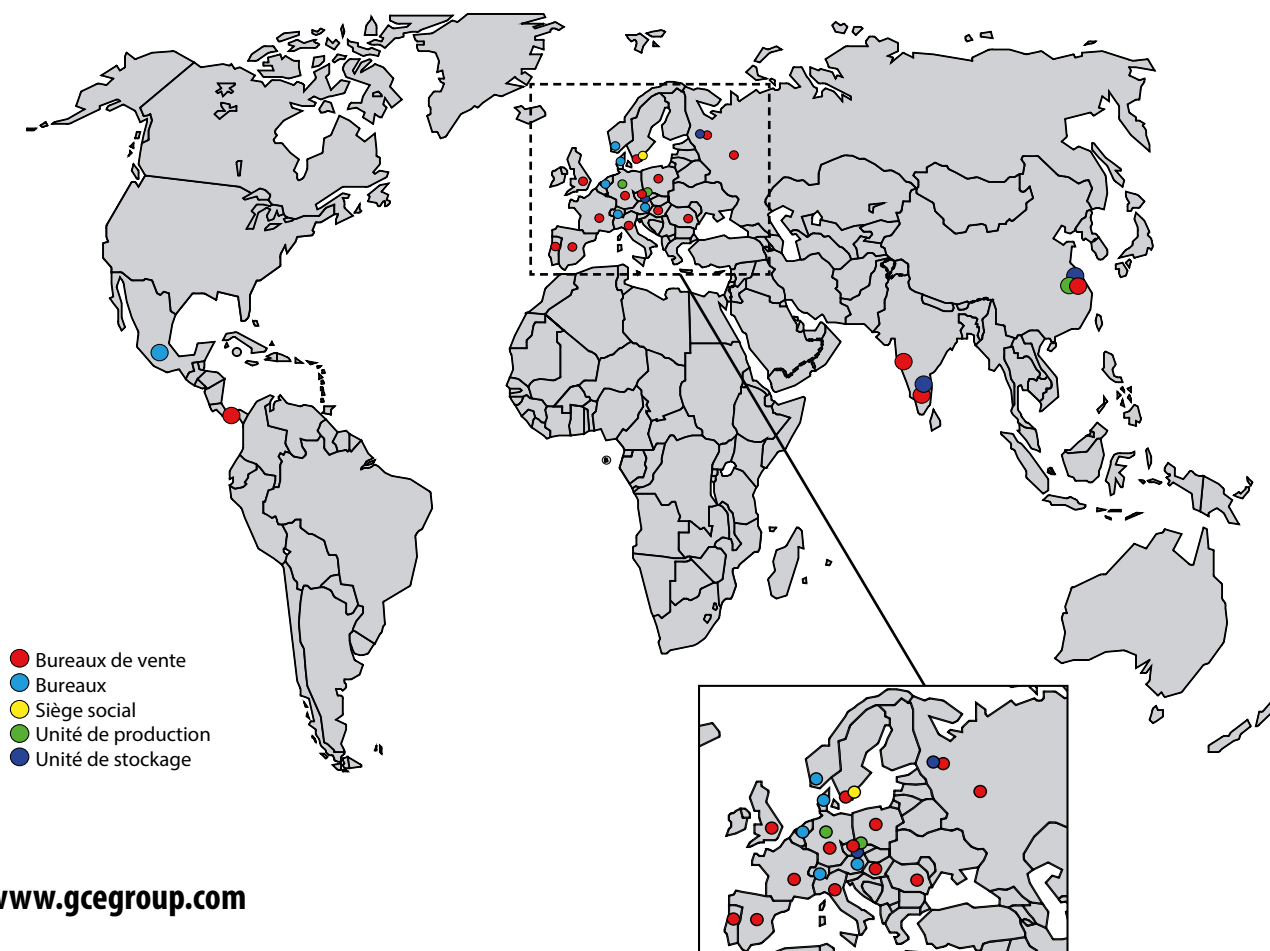 Bureaux de vente
Bureaux
Siège social
Unité de production
Unité de stockage
www.gcegroup.com